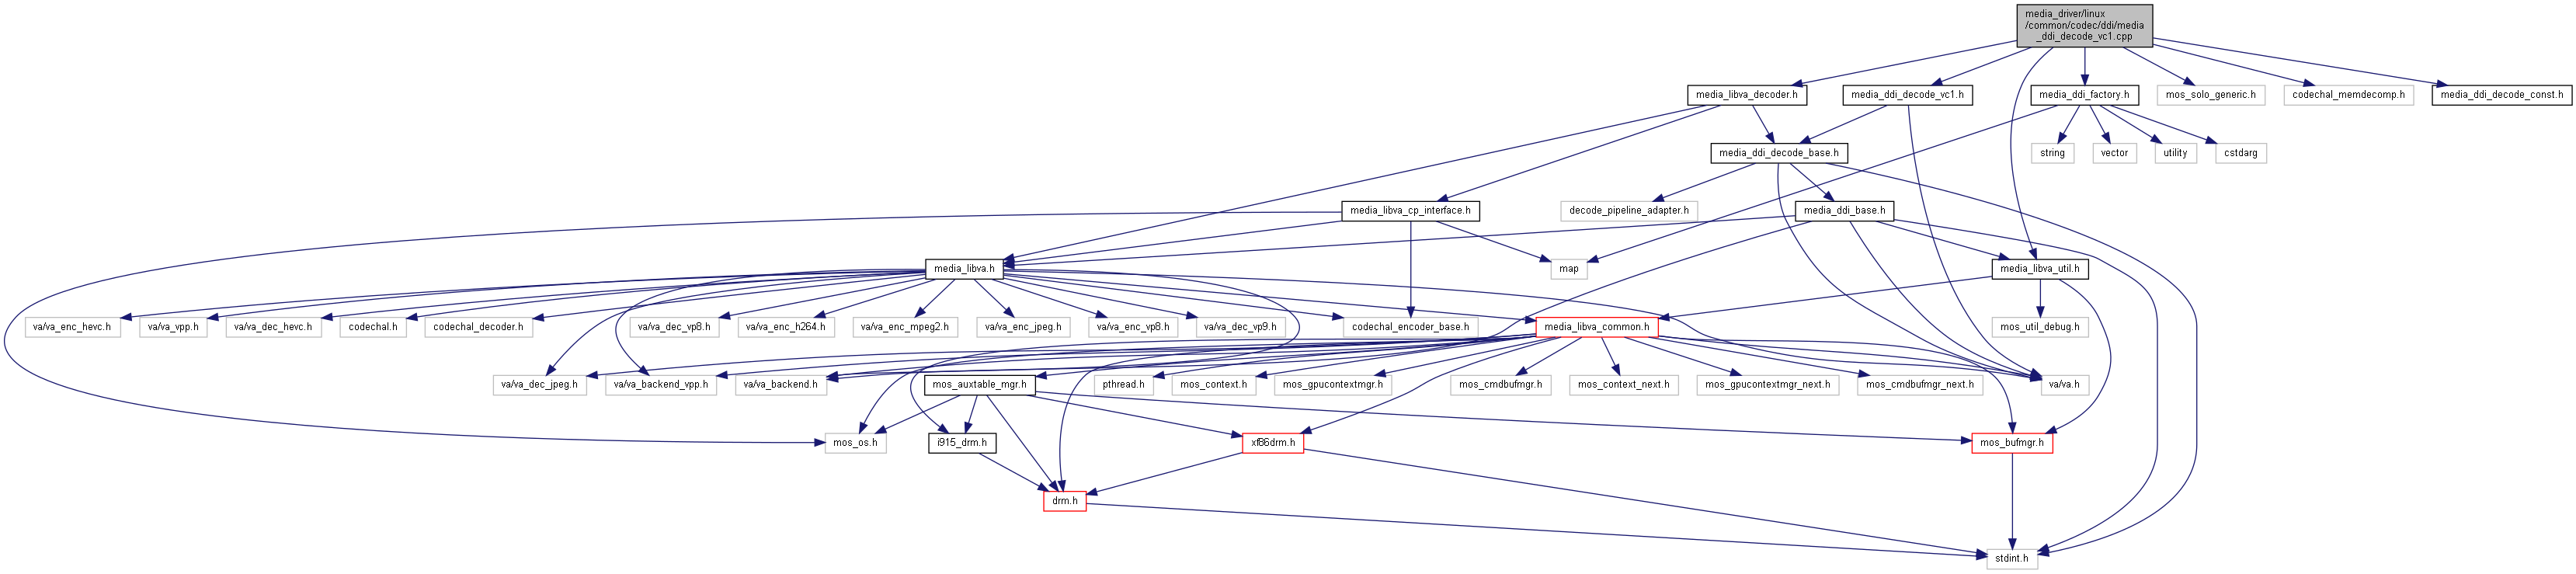 media_driver/linux
/common/codec/ddi/media
_ddi_decode_vc1.cpp
media_libva_decoder.h
media_ddi_decode_vc1.h
media_ddi_factory.h
mos_solo_generic.h
codechal_memdecomp.h
media_ddi_decode_const.h
media_ddi_decode_base.h
string
vector
utility
cstdarg
media_libva_cp_interface.h
decode_pipeline_adapter.h
media_ddi_base.h
media_libva.h
map
media_libva_util.h
va/va_enc_hevc.h
va/va_vpp.h
va/va_dec_hevc.h
codechal.h
codechal_decoder.h
va/va_dec_vp8.h
va/va_enc_h264.h
va/va_enc_mpeg2.h
va/va_enc_jpeg.h
va/va_enc_vp8.h
va/va_dec_vp9.h
codechal_encoder_base.h
media_libva_common.h
mos_util_debug.h
va/va_dec_jpeg.h
va/va_backend_vpp.h
va/va_backend.h
mos_auxtable_mgr.h
pthread.h
mos_context.h
mos_gpucontextmgr.h
mos_cmdbufmgr.h
mos_context_next.h
mos_gpucontextmgr_next.h
mos_cmdbufmgr_next.h
va/va.h
mos_os.h
i915_drm.h
xf86drm.h
mos_bufmgr.h
drm.h
stdint.h